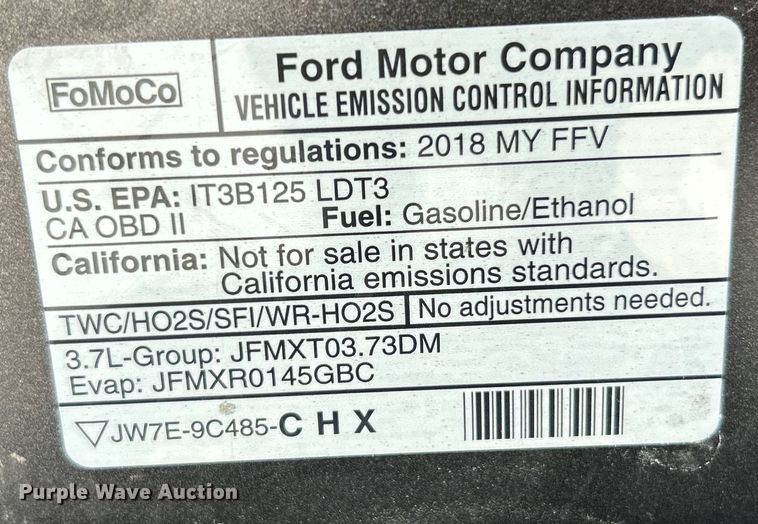 FoMoCo
Ford Motor Company
VEHICLE EMISSION CONTROL INFORMATION
Conforms to regulations: 2018 MY FFV
U.S. EPA: IT3B125 LDT3
CA OBD II Fuel: Gasoline/Ethanol
California: Not for sale in states with
California emissions standards.
TWC/HO2S/SFI/WR-HO2S No adjustments needed.
3.7L-Group: JFMXT03.73DM
Evap: JFMXR0145GBC
JW7E-9C485-C H X
Purple Wave Auction